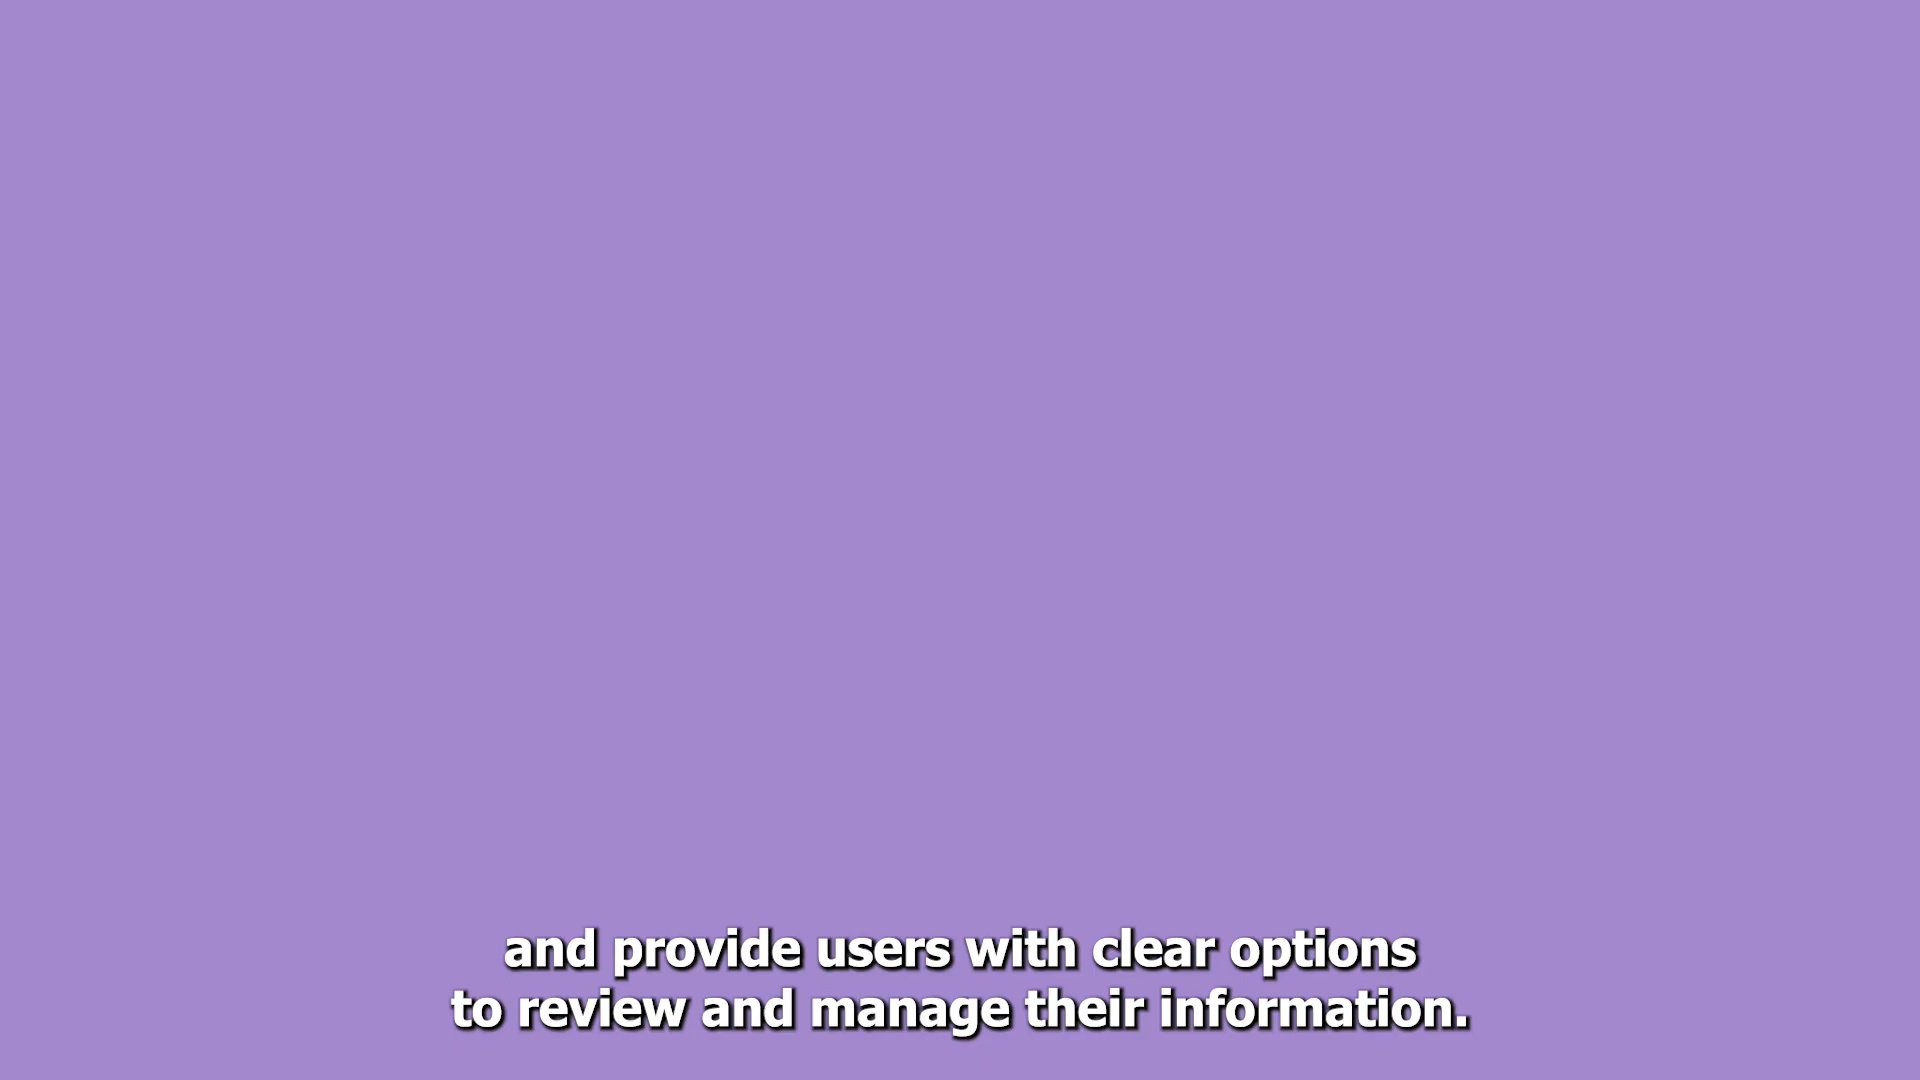 and provide users with clear options
to review and manage their information.